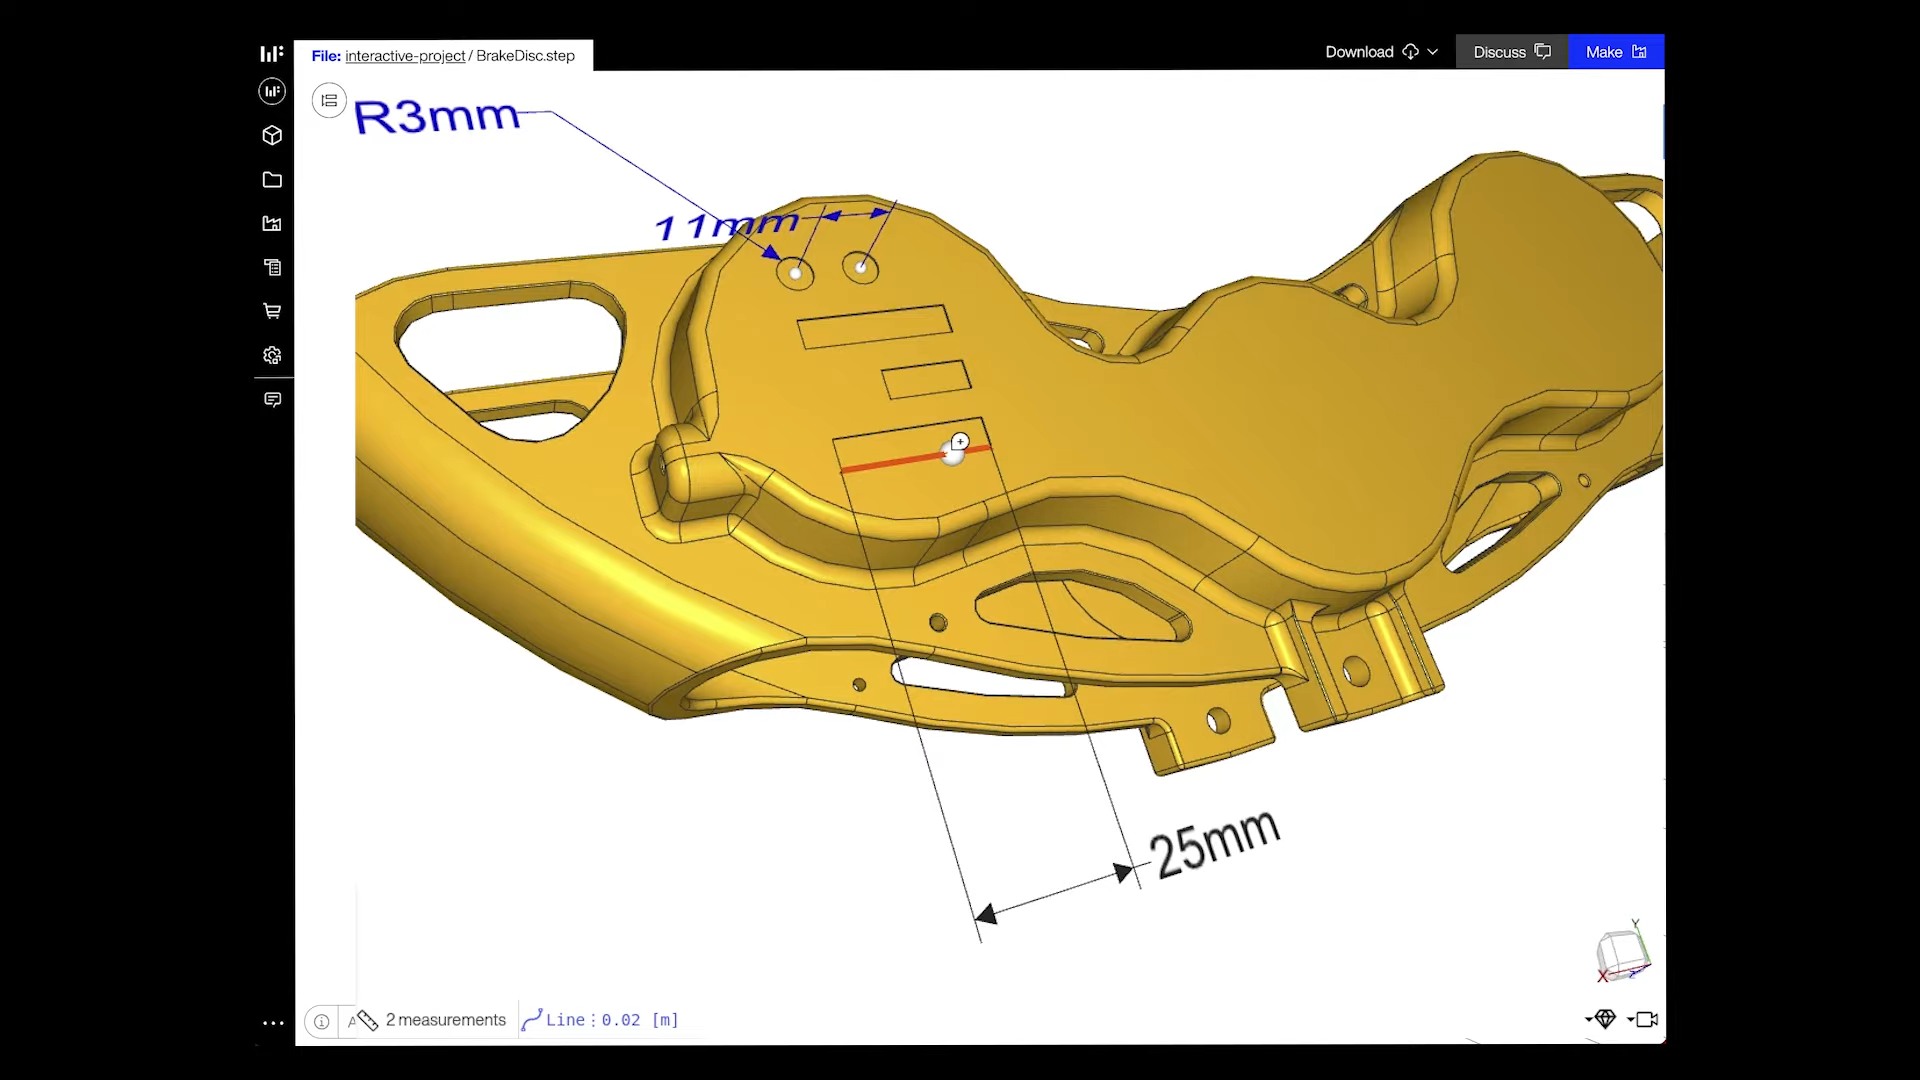 File: interactive-project / BrakeDisc.step
Download
Discuss
Make
R3mm
11mm
25mm
Y
X
Z
A
2 measurements
Line⋮0.02 [m]